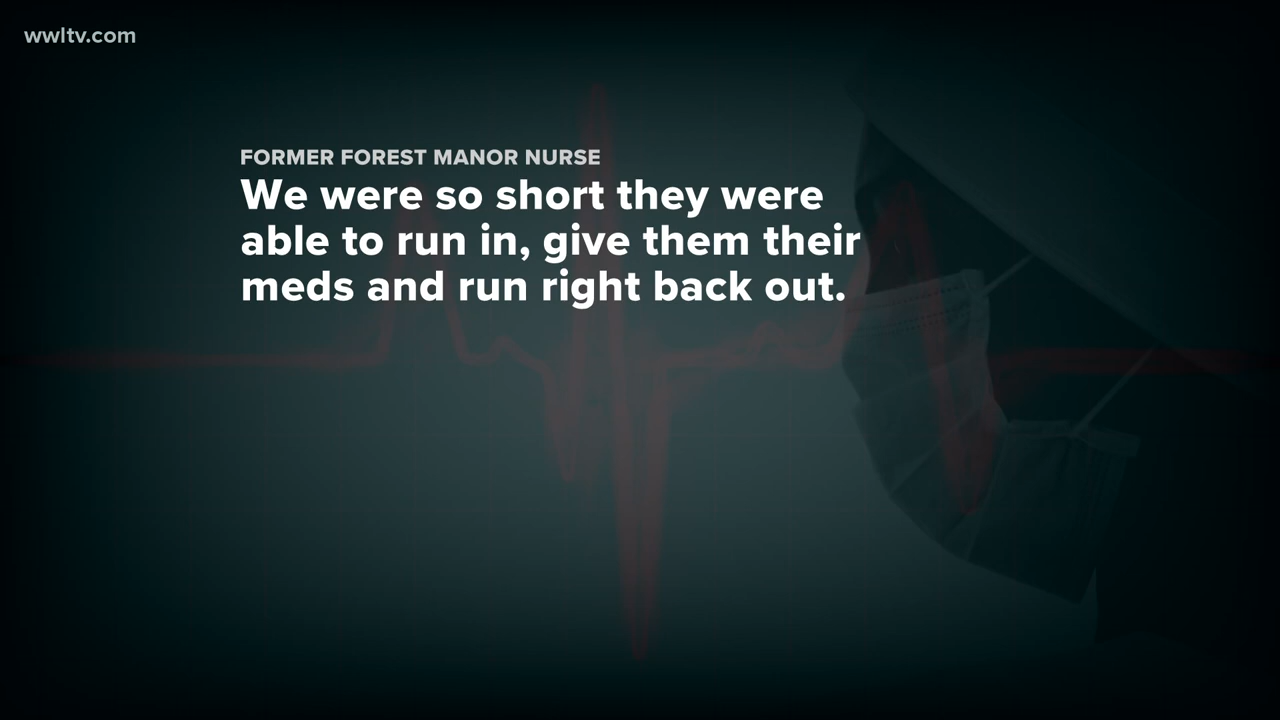 wwltv.com
FORMER FOREST MANOR NURSE
We were so short they were
able to run in, give them their
meds and run right back out.